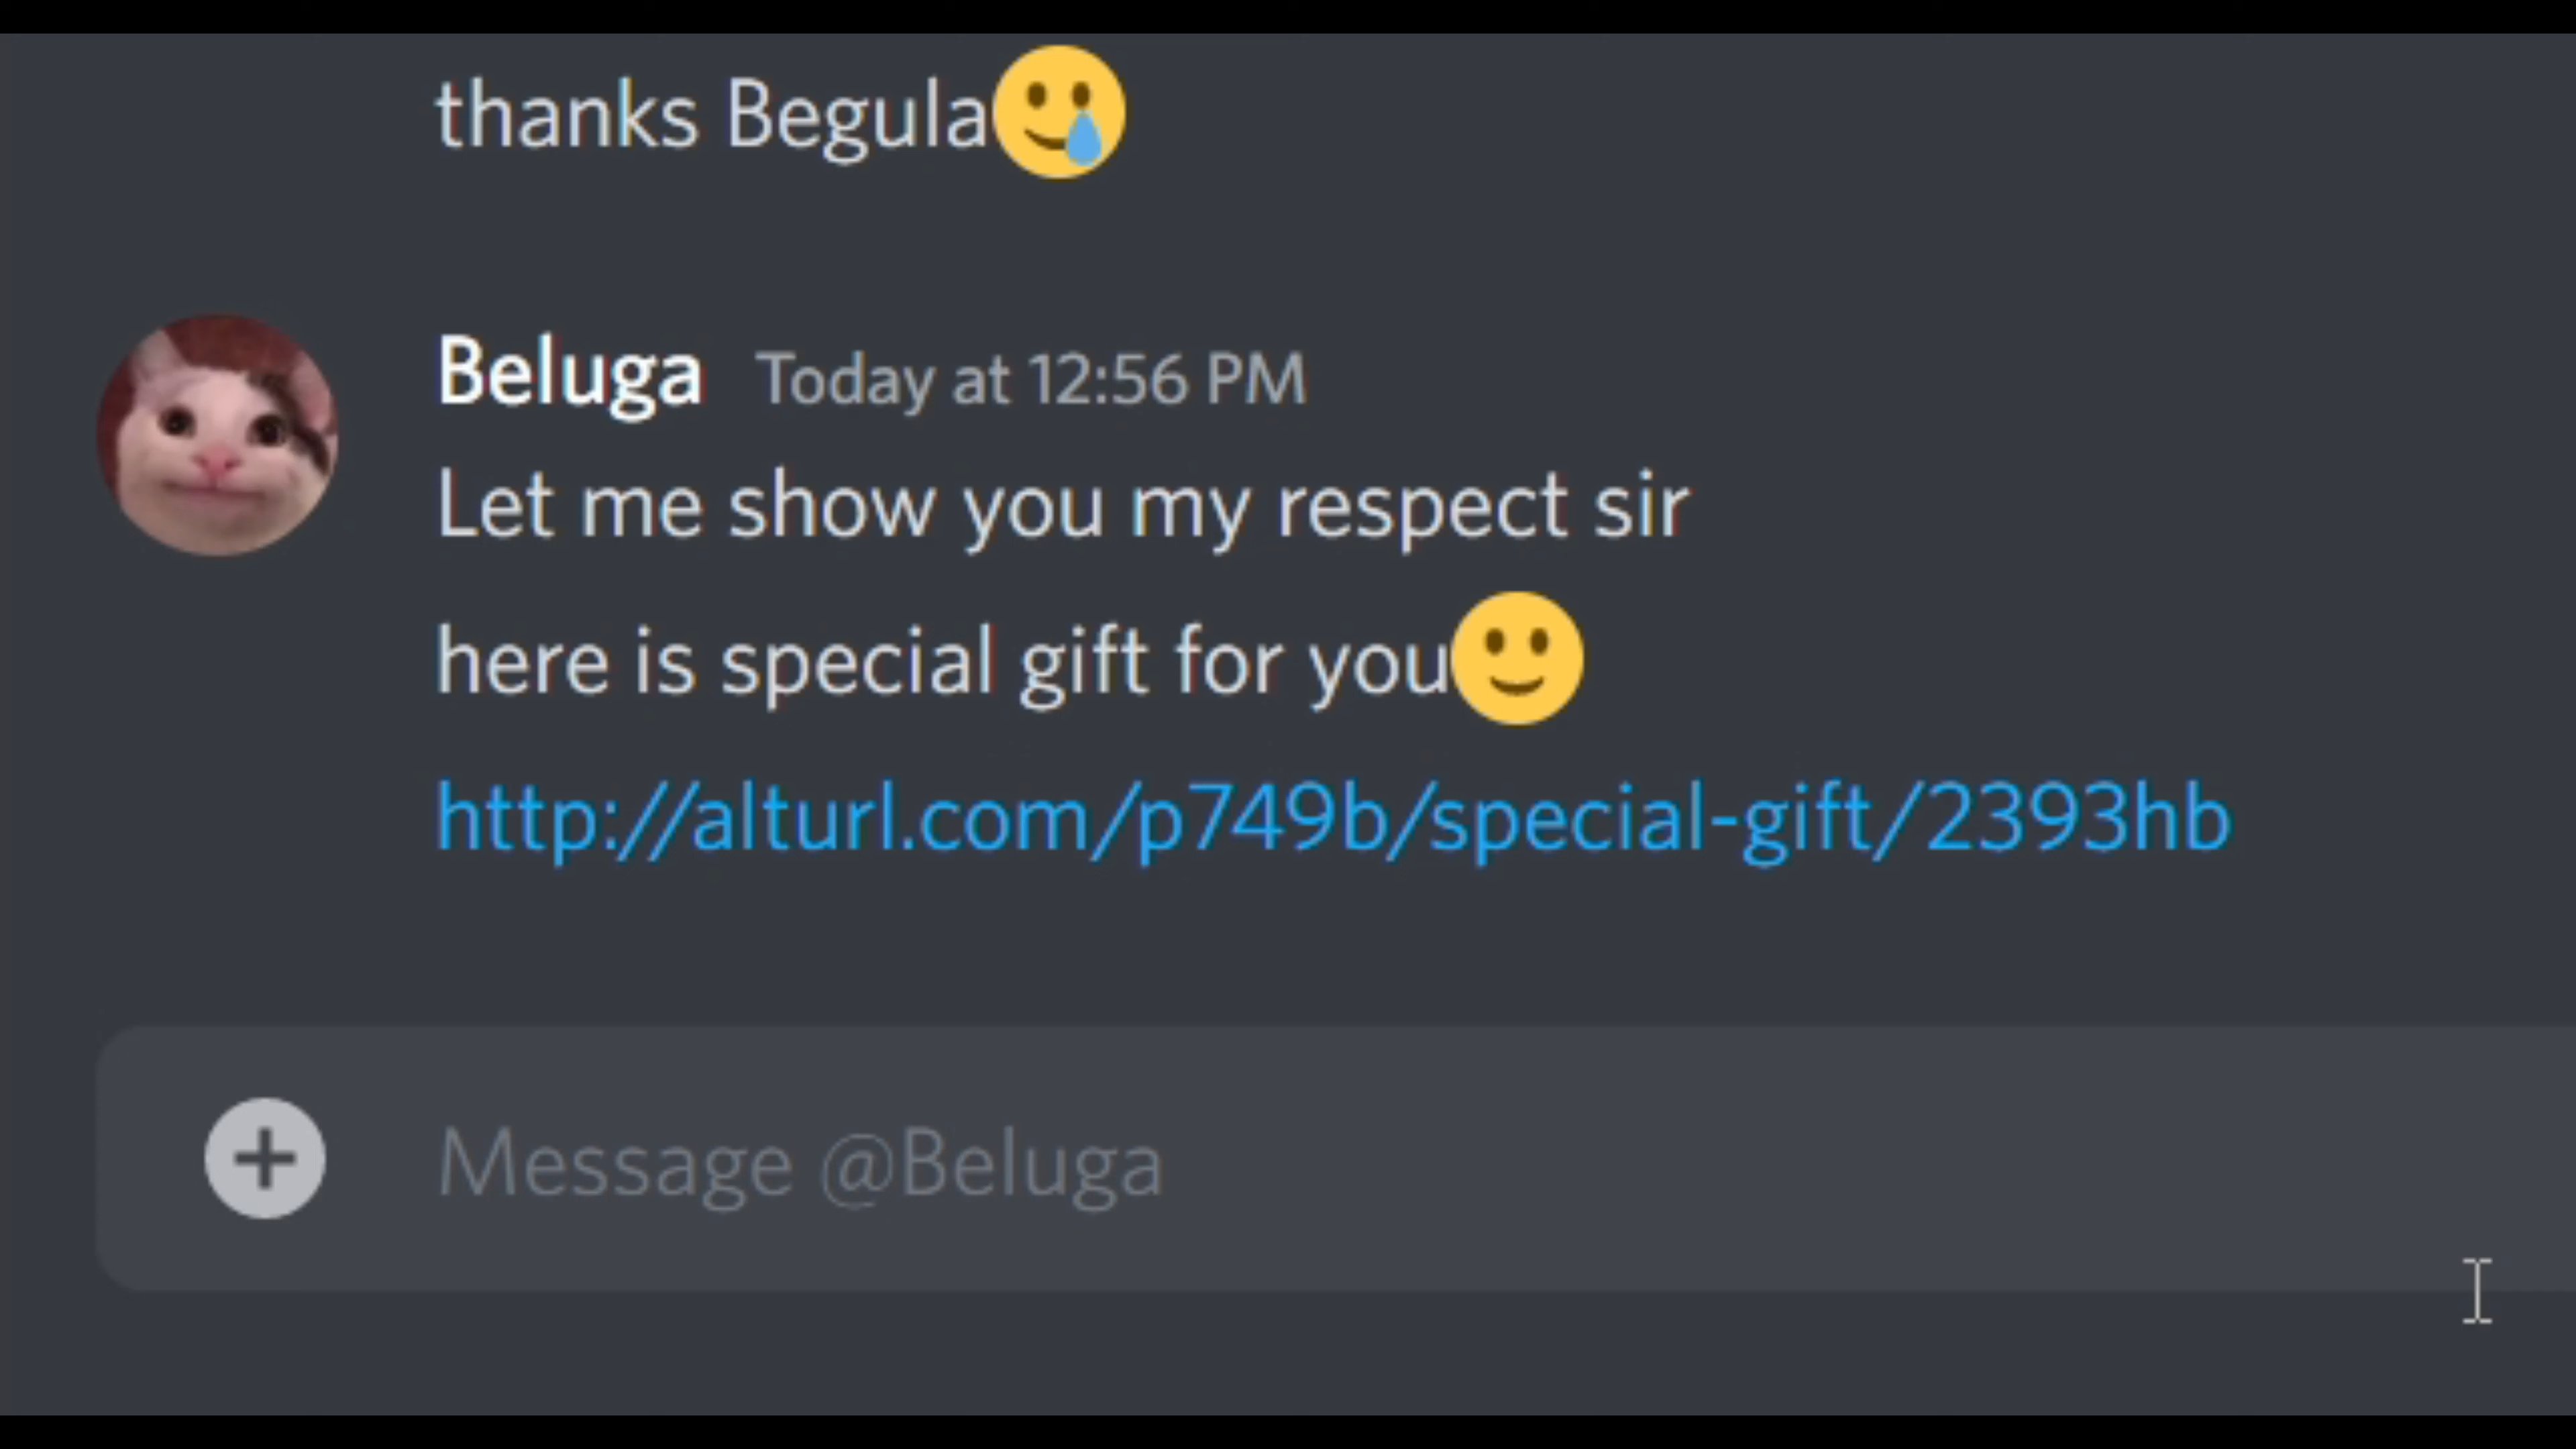 thanks Begula🥲
Beluga Today at 12:56 PM
Let me show you my respect sir
here is special gift for you🙂
http://alturl.com/p749b/special-gift/2393hb
Message @Beluga